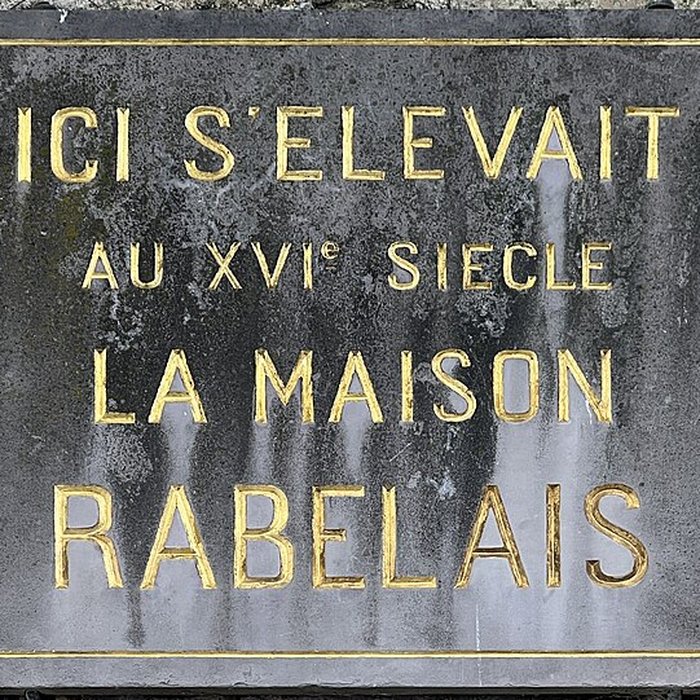 ICI S'ELEVAIT
AU XVIe SIECLE
LA MAISON
RABELAIS